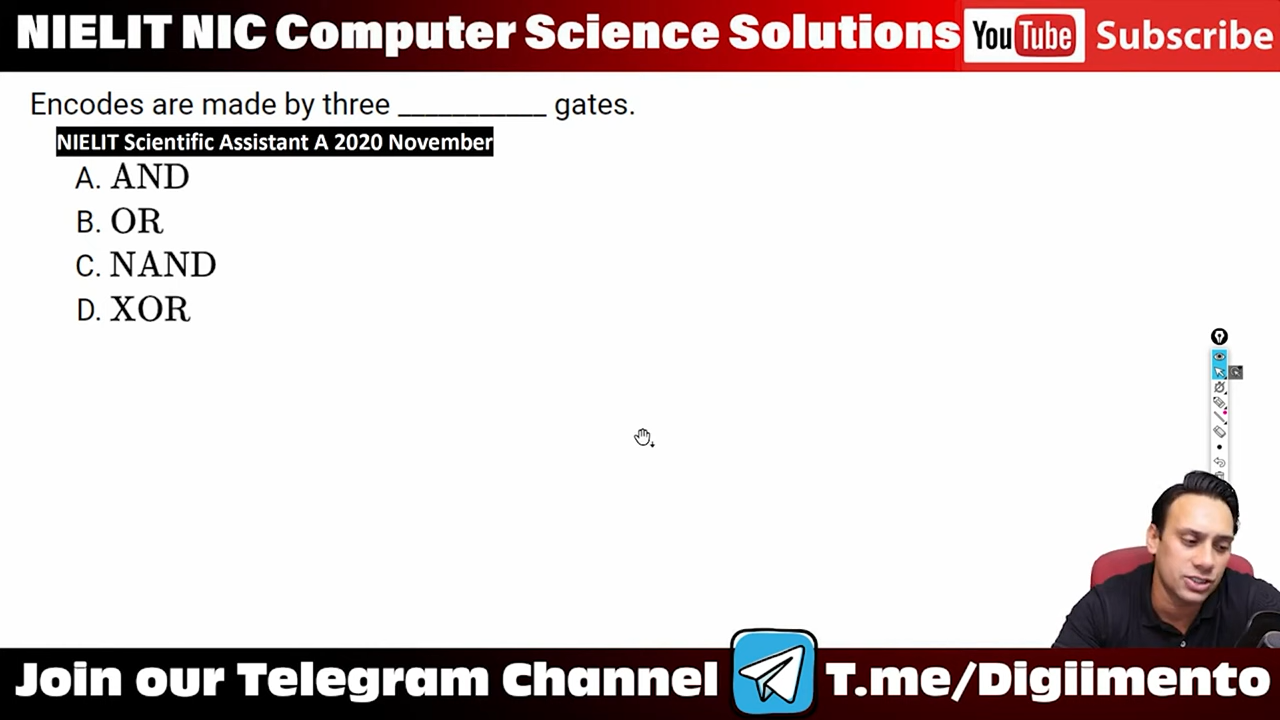 NIELIT NIC Computer Science Solutions YouTube Subscribe
Encodes are made by three ___________ gates.
NIELIT Scientific Assistant A 2020 November
A. AND
B. OR
C. NAND
D. XOR
Join our Telegram Channel T.me/Digiimento